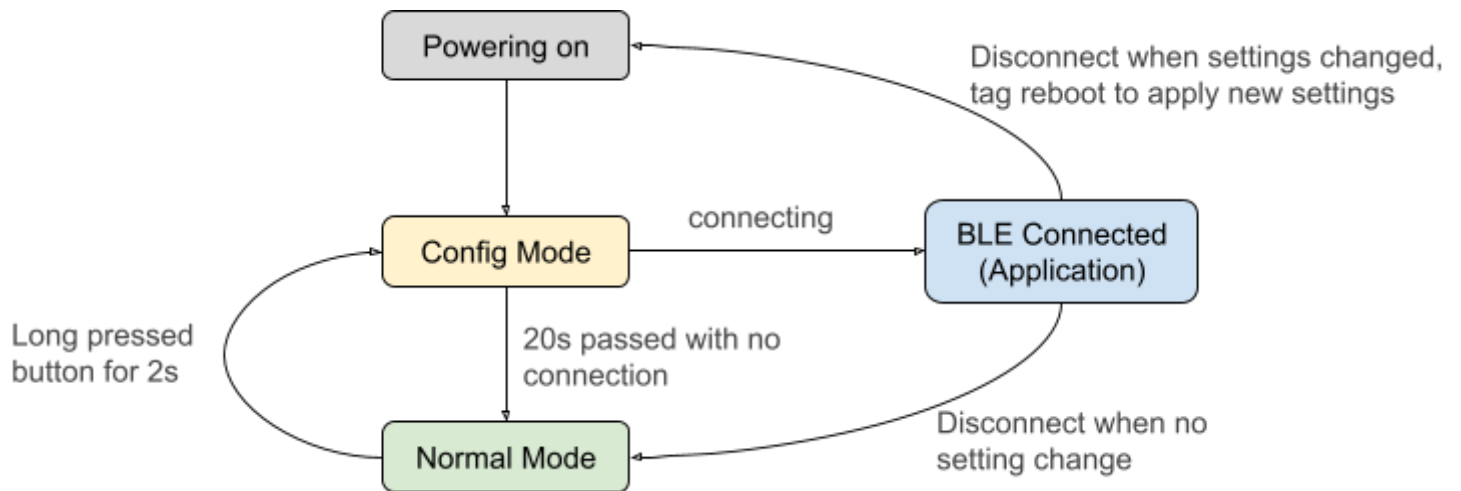 Powering on
Disconnect when settings changed,
tag reboot to apply new settings
connecting
BLE Connected
(Application)
Config Mode
Long pressed
button for 2s
20s passed with no
connection
Disconnect when no
setting change
Normal Mode